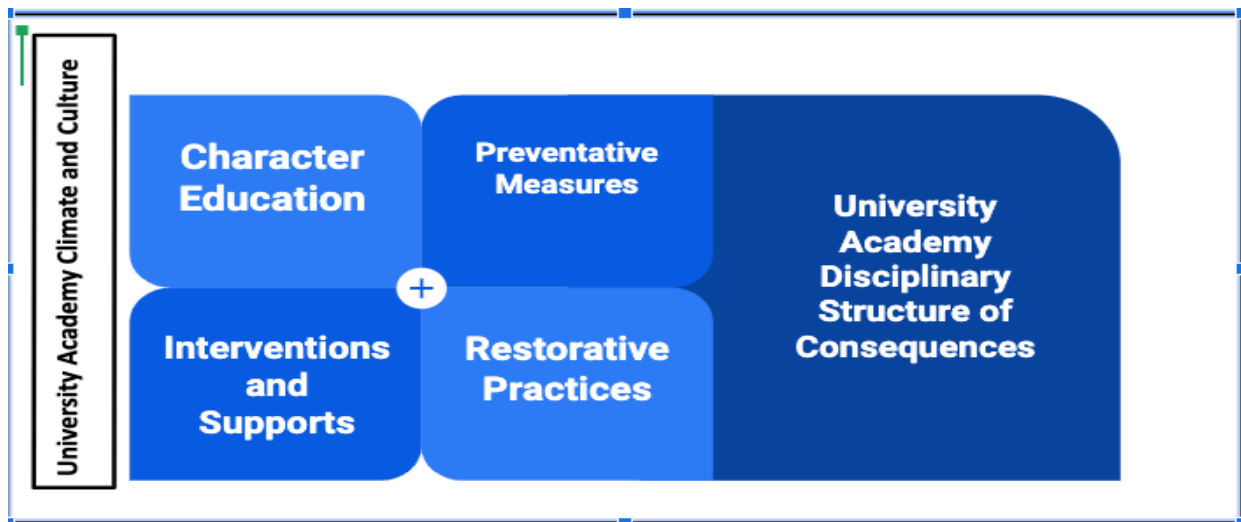 University Academy Climate and Culture
Character
Education
Preventative
Measures
Interventions
and
Supports
Restorative
Practices
University
Academy
Disciplinary
Structure of
Consequences